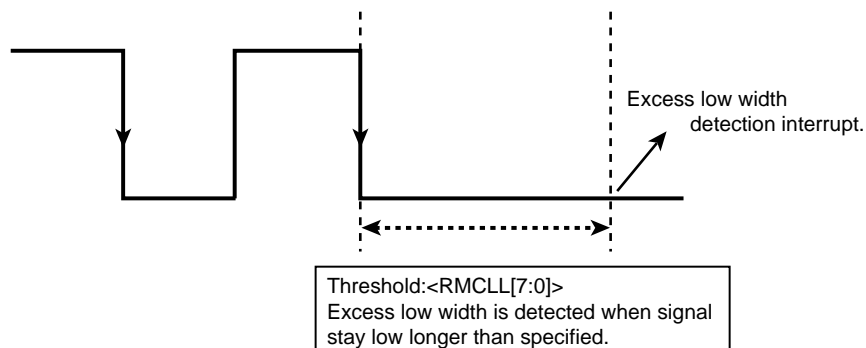 Excess low width
detection interrupt.
Threshold:<RMCLL[7:0]>
Excess low width is detected when signal
stay low longer than specified.